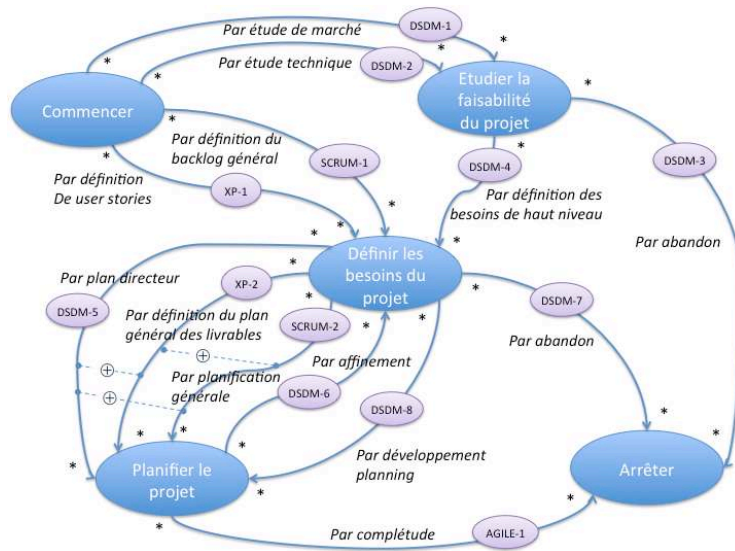 DSDM-1
Par étude de marché
*
*
*
*
DSDM-2
Par étude technique
Etudier la
faisabilité
du projet
*
Commencer
*
Par définition du
backlog général
SCRUM-1
*
DSDM-4
DSDM-3
*
Par définition
De user stories
XP-1
Par définition des
besoins de haut niveau
*
*
*
Par abandon
*
*
Définir les
besoins du
projet
*
*
Par plan directeur
XP-2
DSDM-5
Par définition du plan
général des livrables
SCRUM-2
*
*
*
DSDM-7
Par abandon
Par affinement
Par planification
générale
DSDM-6
DSDM-8
*
*
*
*
*
Planifier le
projet
*
*
Par développement
planning
Arrêter
*
*
Par complétude
AGILE-1